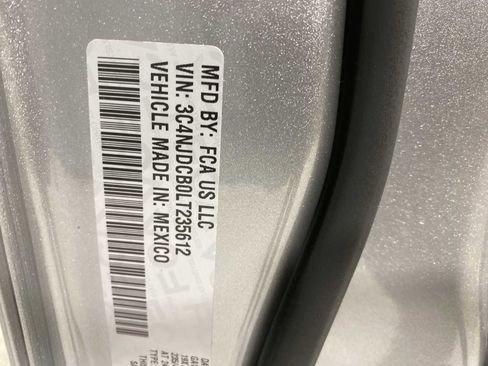 MFD BY: FCA US LLC
VIN: 3C4NJDCB0LT235612
VEHICLE MADE IN: MEXICO